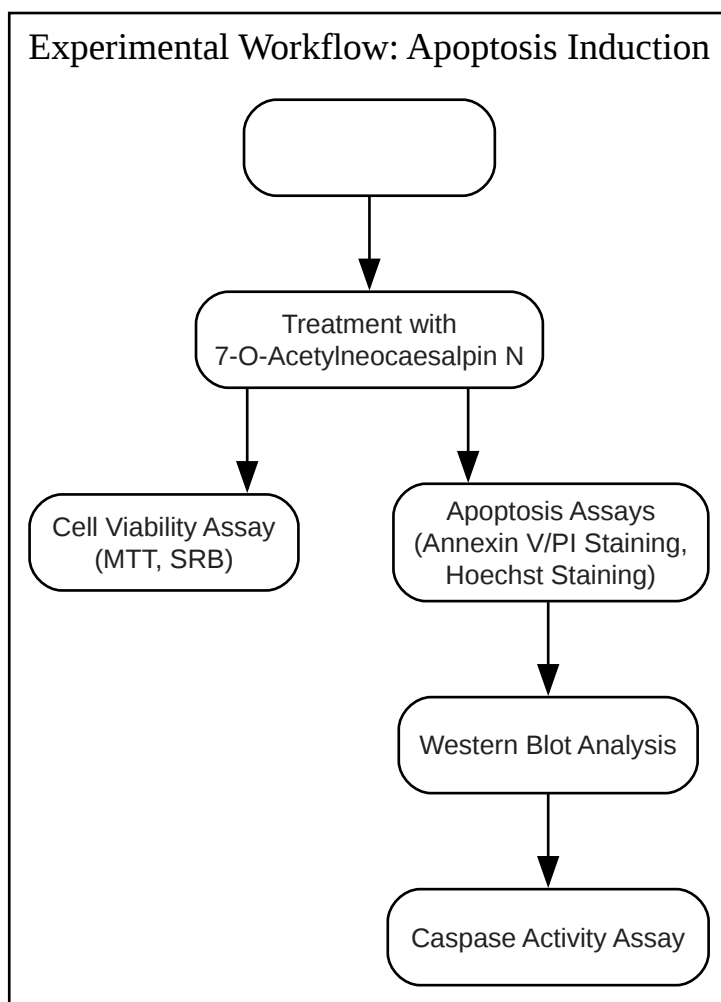 Experimental Workflow: Apoptosis Induction
Treatment with
7-O-Acetylneocaesalpin N
Cell Viability Assay
(MTT, SRB)
Apoptosis Assays
(Annexin V/PI Staining,
Hoechst Staining)
Western Blot Analysis
Caspase Activity Assay